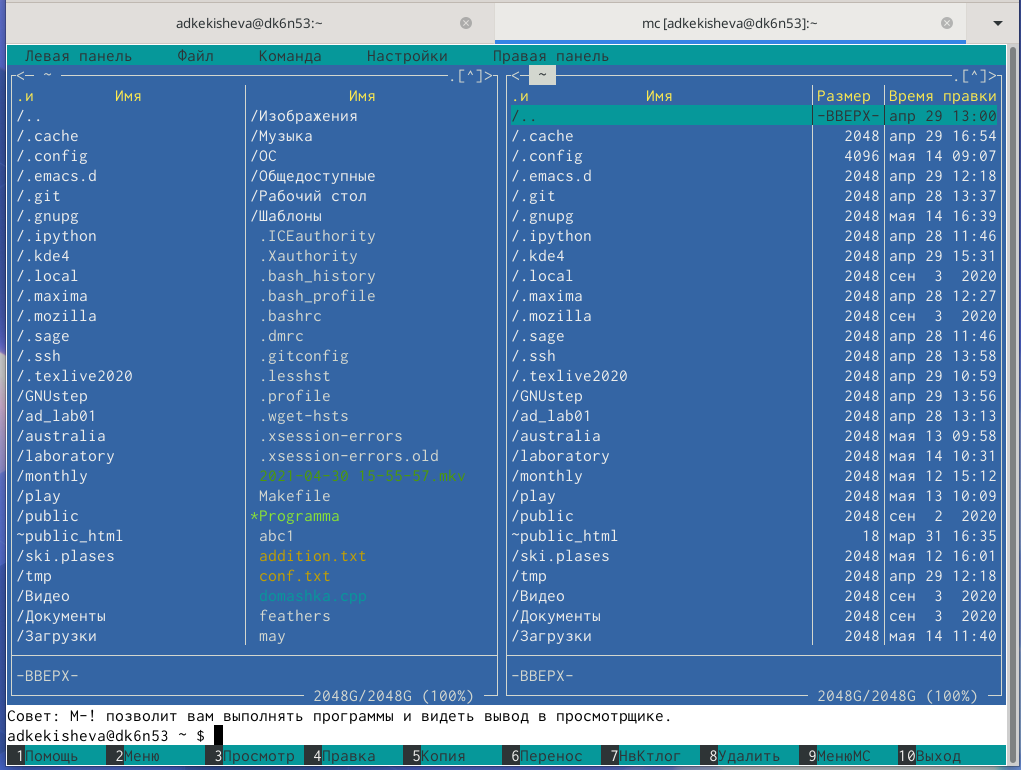 adkekisheva@dk6n53:~ mc [adkekisheva@dk6n53]:~
Левая панель Файл Команда Настройки Правая панель
<- ~ .[^]> <- ~ .[^]>
.и Имя Имя .и Имя Размер Время правки
/.. /Изображения /.. -ВВЕРХ- апр 29 13:00
/.cache /Музыка /.cache 2048 апр 29 16:54
/.config /ОС /.config 4096 мая 14 09:07
/.emacs.d /Общедоступные /.emacs.d 2048 апр 29 12:18
/.git /Рабочий стол /.git 2048 апр 28 13:37
/.gnupg /Шаблоны /.gnupg 2048 мая 14 16:39
/.ipython .ICEauthority /.ipython 2048 апр 28 11:46
/.kde4 .Xauthority /.kde4 2048 апр 29 15:31
/.local .bash_history /.local 2048 сен 3 2020
/.maxima .bash_profile /.maxima 2048 апр 28 12:27
/.mozilla .bashrc /.mozilla 2048 сен 3 2020
/.sage .dmrc /.sage 2048 апр 28 11:46
/.ssh .gitconfig /.ssh 2048 апр 28 13:58
/.texlive2020 .lesshst /.texlive2020 2048 апр 29 10:59
/GNUstep .profile /GNUstep 2048 апр 29 13:56
/ad_lab01 .wget-hsts /ad_lab01 2048 апр 28 13:13
/australia .xsession-errors /australia 2048 мая 13 09:58
/laboratory .xsession-errors.old /laboratory 2048 мая 14 10:31
/monthly 2021-04-30 15-55-57.mkv /monthly 2048 мая 12 15:12
/play Makefile /play 2048 мая 13 10:09
/public *Programma /public 2048 сен 2 2020
~public_html abc1 ~public_html 18 мар 31 16:35
/ski.plases addition.txt /ski.plases 2048 мая 12 16:01
/tmp conf.txt /tmp 2048 апр 29 12:18
/Видео domashka.cpp /Видео 2048 сен 3 2020
/Документы feathers /Документы 2048 сен 3 2020
/Загрузки may /Загрузки 2048 мая 14 11:40
-ВВЕРХ- -ВВЕРХ-
2048G/2048G (100%) 2048G/2048G (100%)
Совет: M-! позволит вам выполнять программы и видеть вывод в просмотрщике.
adkekisheva@dk6n53 ~ $
1Помощь 2Меню 3Просмотр 4Правка 5Копия 6Перенос 7НвКтлог 8Удалить 9МенюMC 10Выход